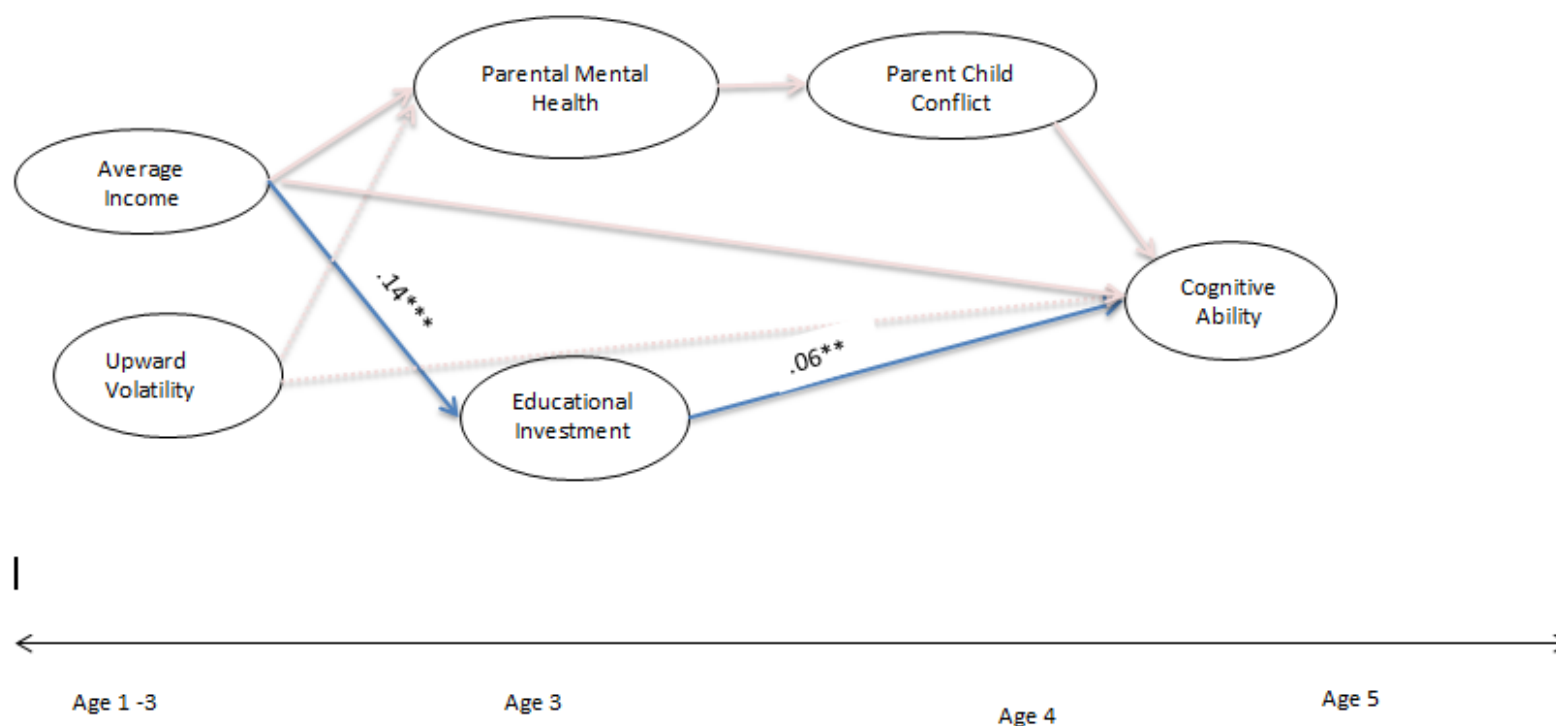 Parental Mental
Health
Parent Child
Conflict
Average
Income
.14***
Cognitive
Ability
Upward
Volatility
.06**
Educational
Investment
Age 1 -3
Age 3
Age 4
Age 5